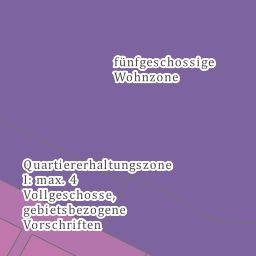 fünfgeschossige
Wohnzone
Quartiererhaltungszone
I: max. 4
Vollgeschosse,
gebietsbezogene
Vorschriften